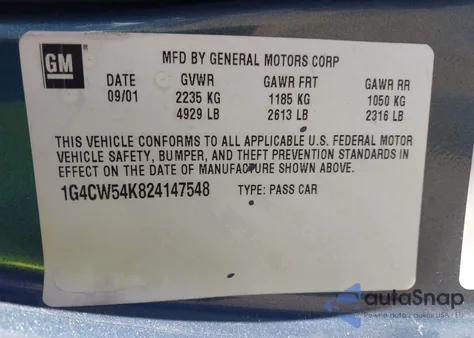 GM
MFD BY GENERAL MOTORS CORP
DATE GVWR GAWR FRT GAWR RR
09/01 2235 KG 1185 KG 1050 KG
4929 LB 2613 LB 2316 LB
THIS VEHICLE CONFORMS TO ALL APPLICABLE U.S. FEDERAL MOTOR
VEHICLE SAFETY, BUMPER, AND THEFT PREVENTION STANDARDS IN
EFFECT ON THE DATE OF MANUFACTURE SHOWN ABOVE.
1G4CW54K824147548 TYPE: PASS CAR
autaSnap